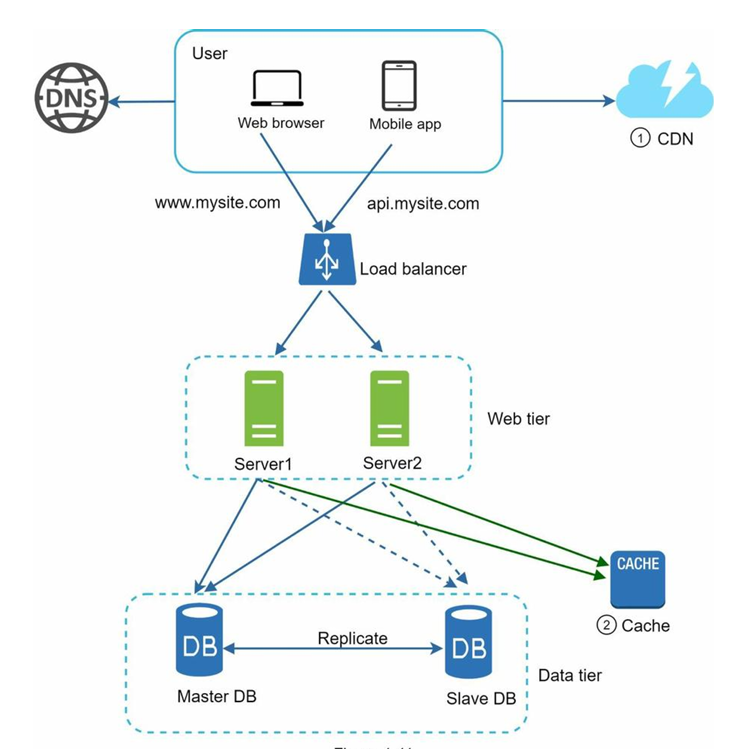 User
DNS
Web browser
Mobile app
1 CDN
www.mysite.com
api.mysite.com
Load balancer
Web tier
Server1
Server2
CACHE
2 Cache
DB
Replicate
DB
Master DB
Slave DB
Data tier